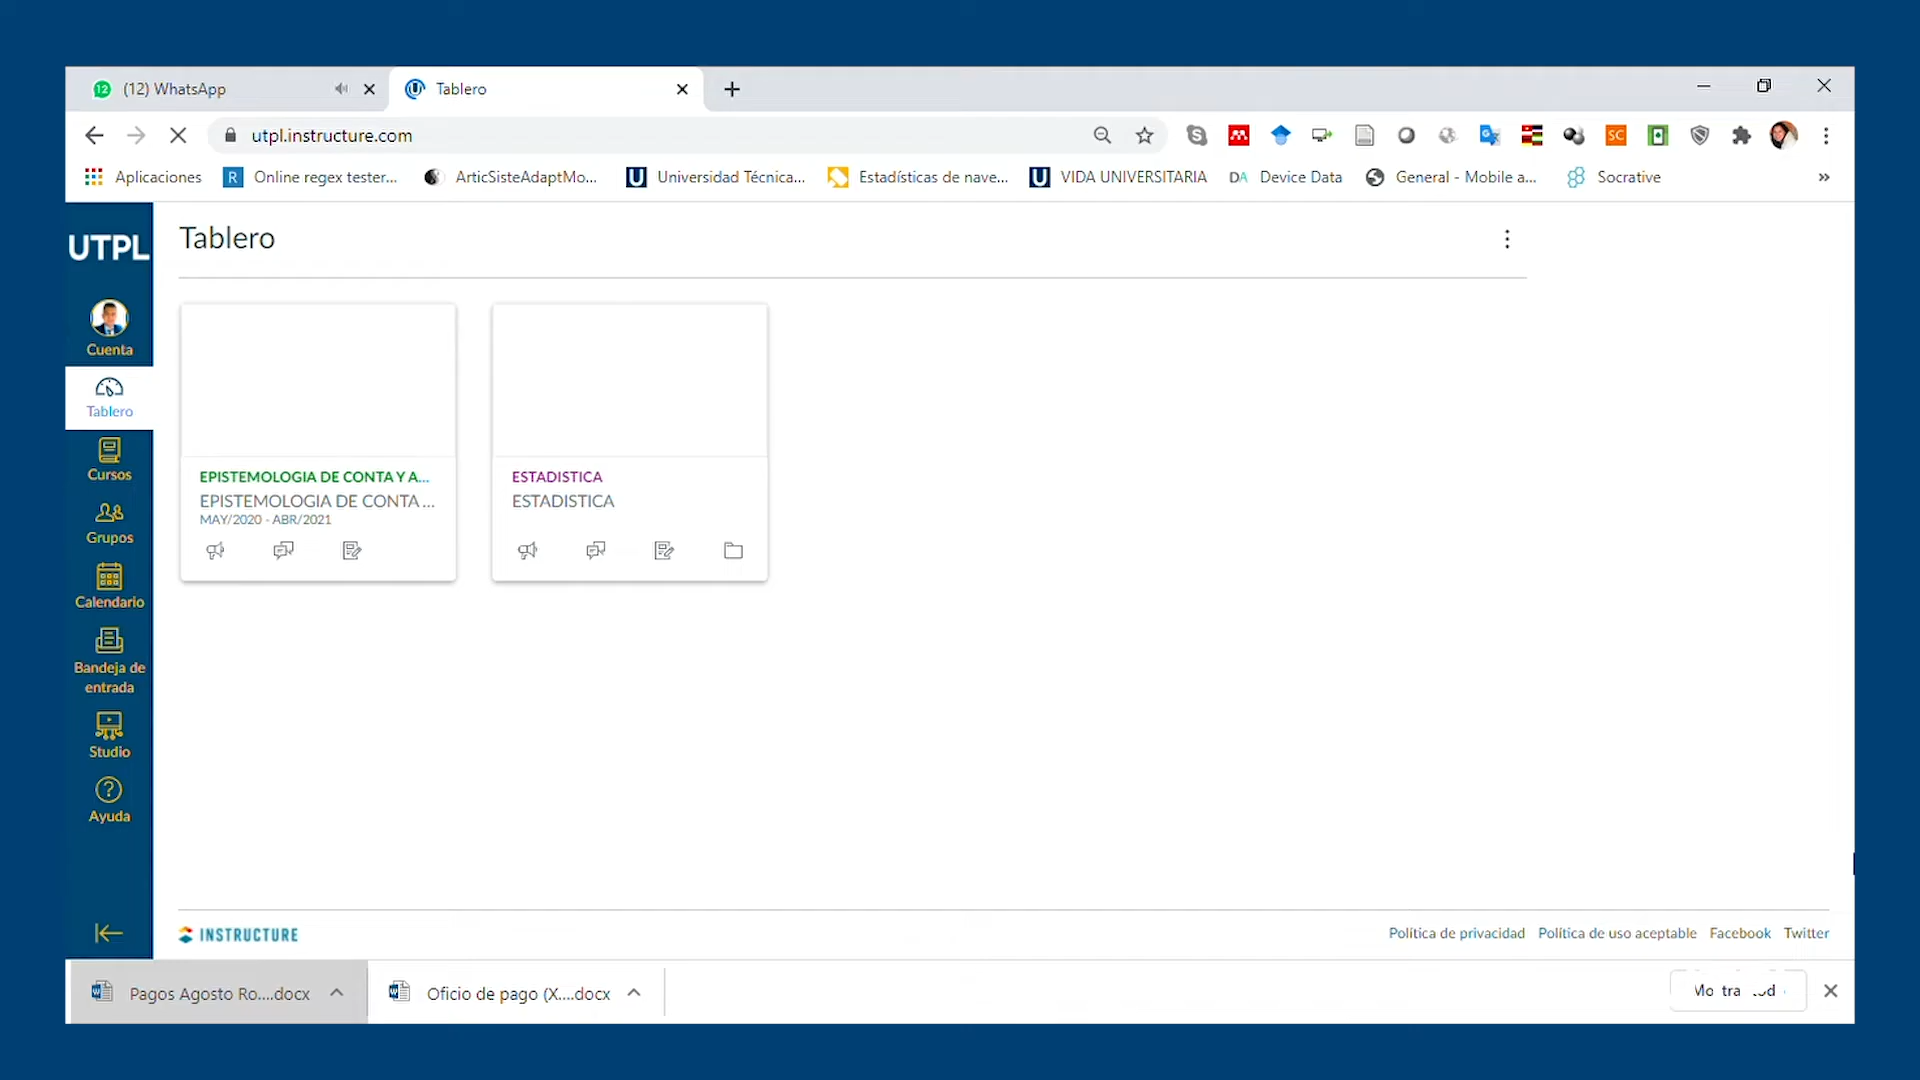 12 (12) WhatsApp
Tablero
utpl.instructure.com
SC
Aplicaciones
R Online regex tester...
ArticSisteAdaptMo...
U Universidad Técnica...
Estadísticas de nave...
U VIDA UNIVERSITARIA
DA Device Data
General - Mobile a...
Socrative
»
UTPL
Cuenta
Tablero
Cursos
Grupos
Calendario
Bandeja de
entrada
Studio
Ayuda
Tablero
EPISTEMOLOGIA DE CONTA Y A...
EPISTEMOLOGIA DE CONTA ...
MAY/2020 - ABR/2021
ESTADISTICA
ESTADISTICA
INSTRUCTURE
Política de privacidad
Política de uso aceptable
Facebook
Twitter
Pagos Agosto Ro....docx
Oficio de pago (X....docx